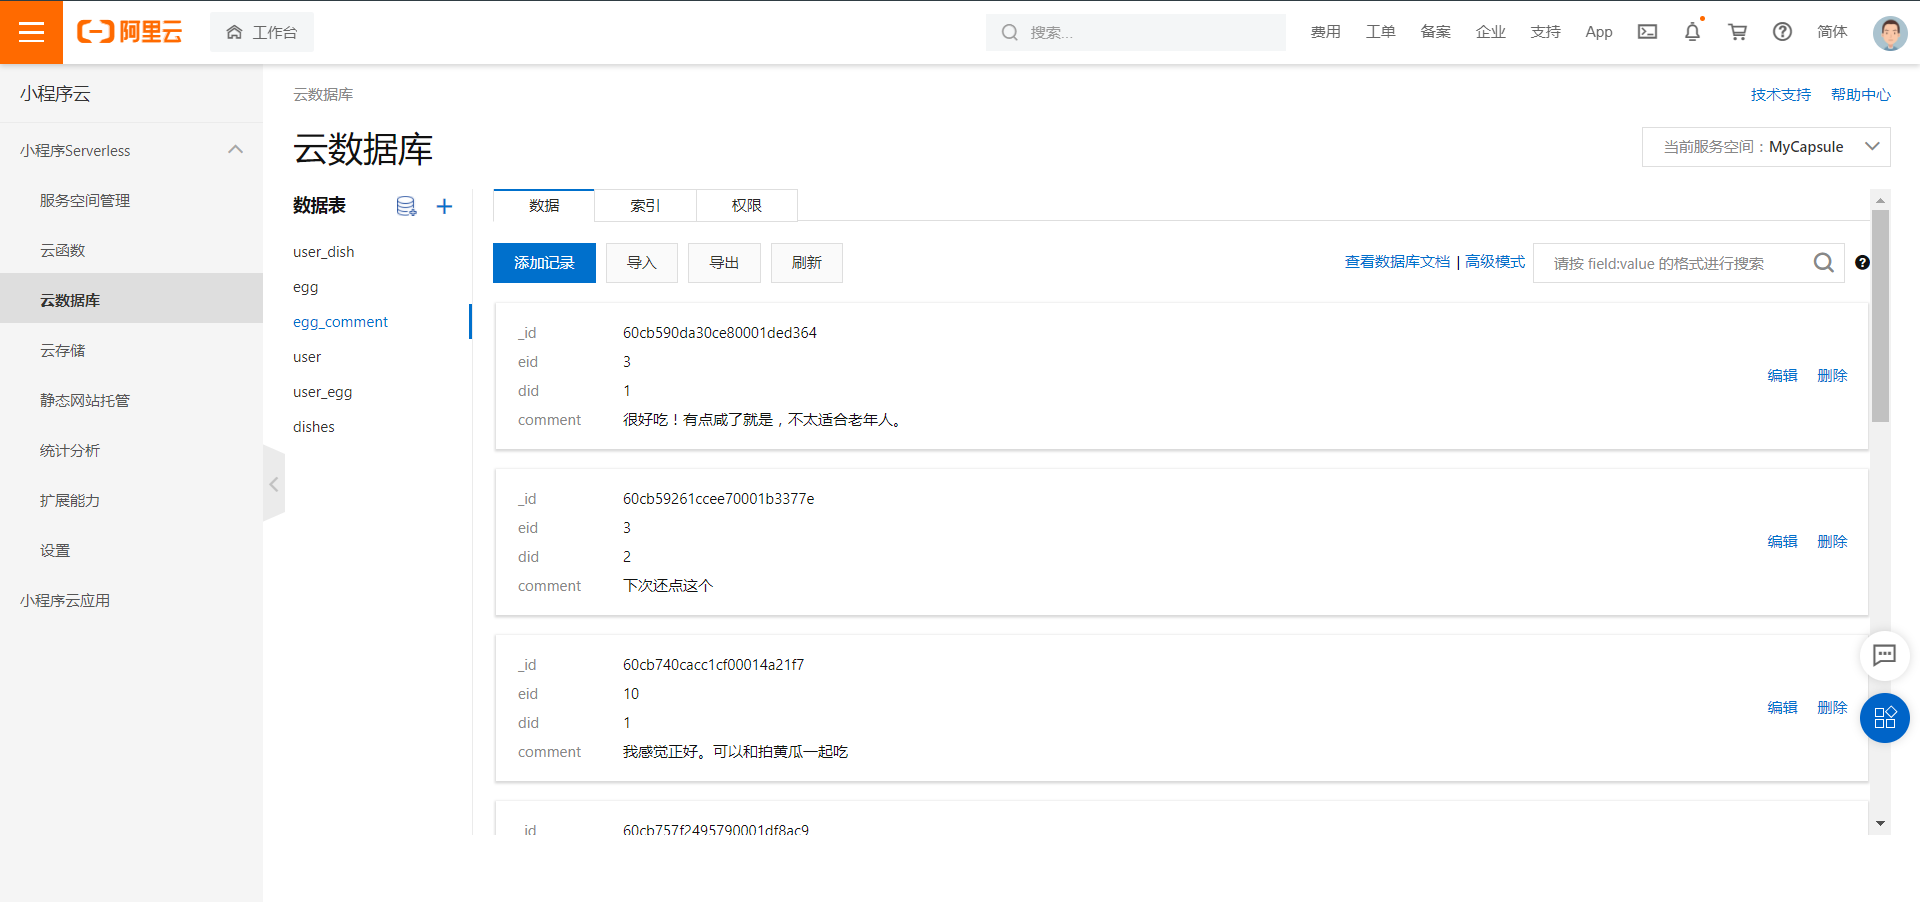 阿里云
工作台
搜索...
费用
工单
备案
企业
支持
App
简体
小程序云
小程序Serverless
服务空间管理
云函数
云数据库
云存储
静态网站托管
统计分析
扩展能力
设置
小程序云应用
云数据库
技术支持 帮助中心
云数据库
当前服务空间：MyCapsule
数据表
user_dish
egg
egg_comment
user
user_egg
dishes
数据 索引 权限
添加记录 导入 导出 刷新
查看数据库文档 | 高级模式
请按 field:value 的格式进行搜索
_id 60cb590da30ce80001ded364
eid 3
did 1
comment 很好吃！有点咸了就是，不太适合老年人。
编辑 删除
_id 60cb59261ccee70001b3377e
eid 3
did 2
comment 下次还点这个
编辑 删除
_id 60cb740cacc1cf00014a21f7
eid 10
did 1
comment 我感觉正好。可以和拍黄瓜一起吃
编辑 删除
_id 60cb757f2495790001df8ac9